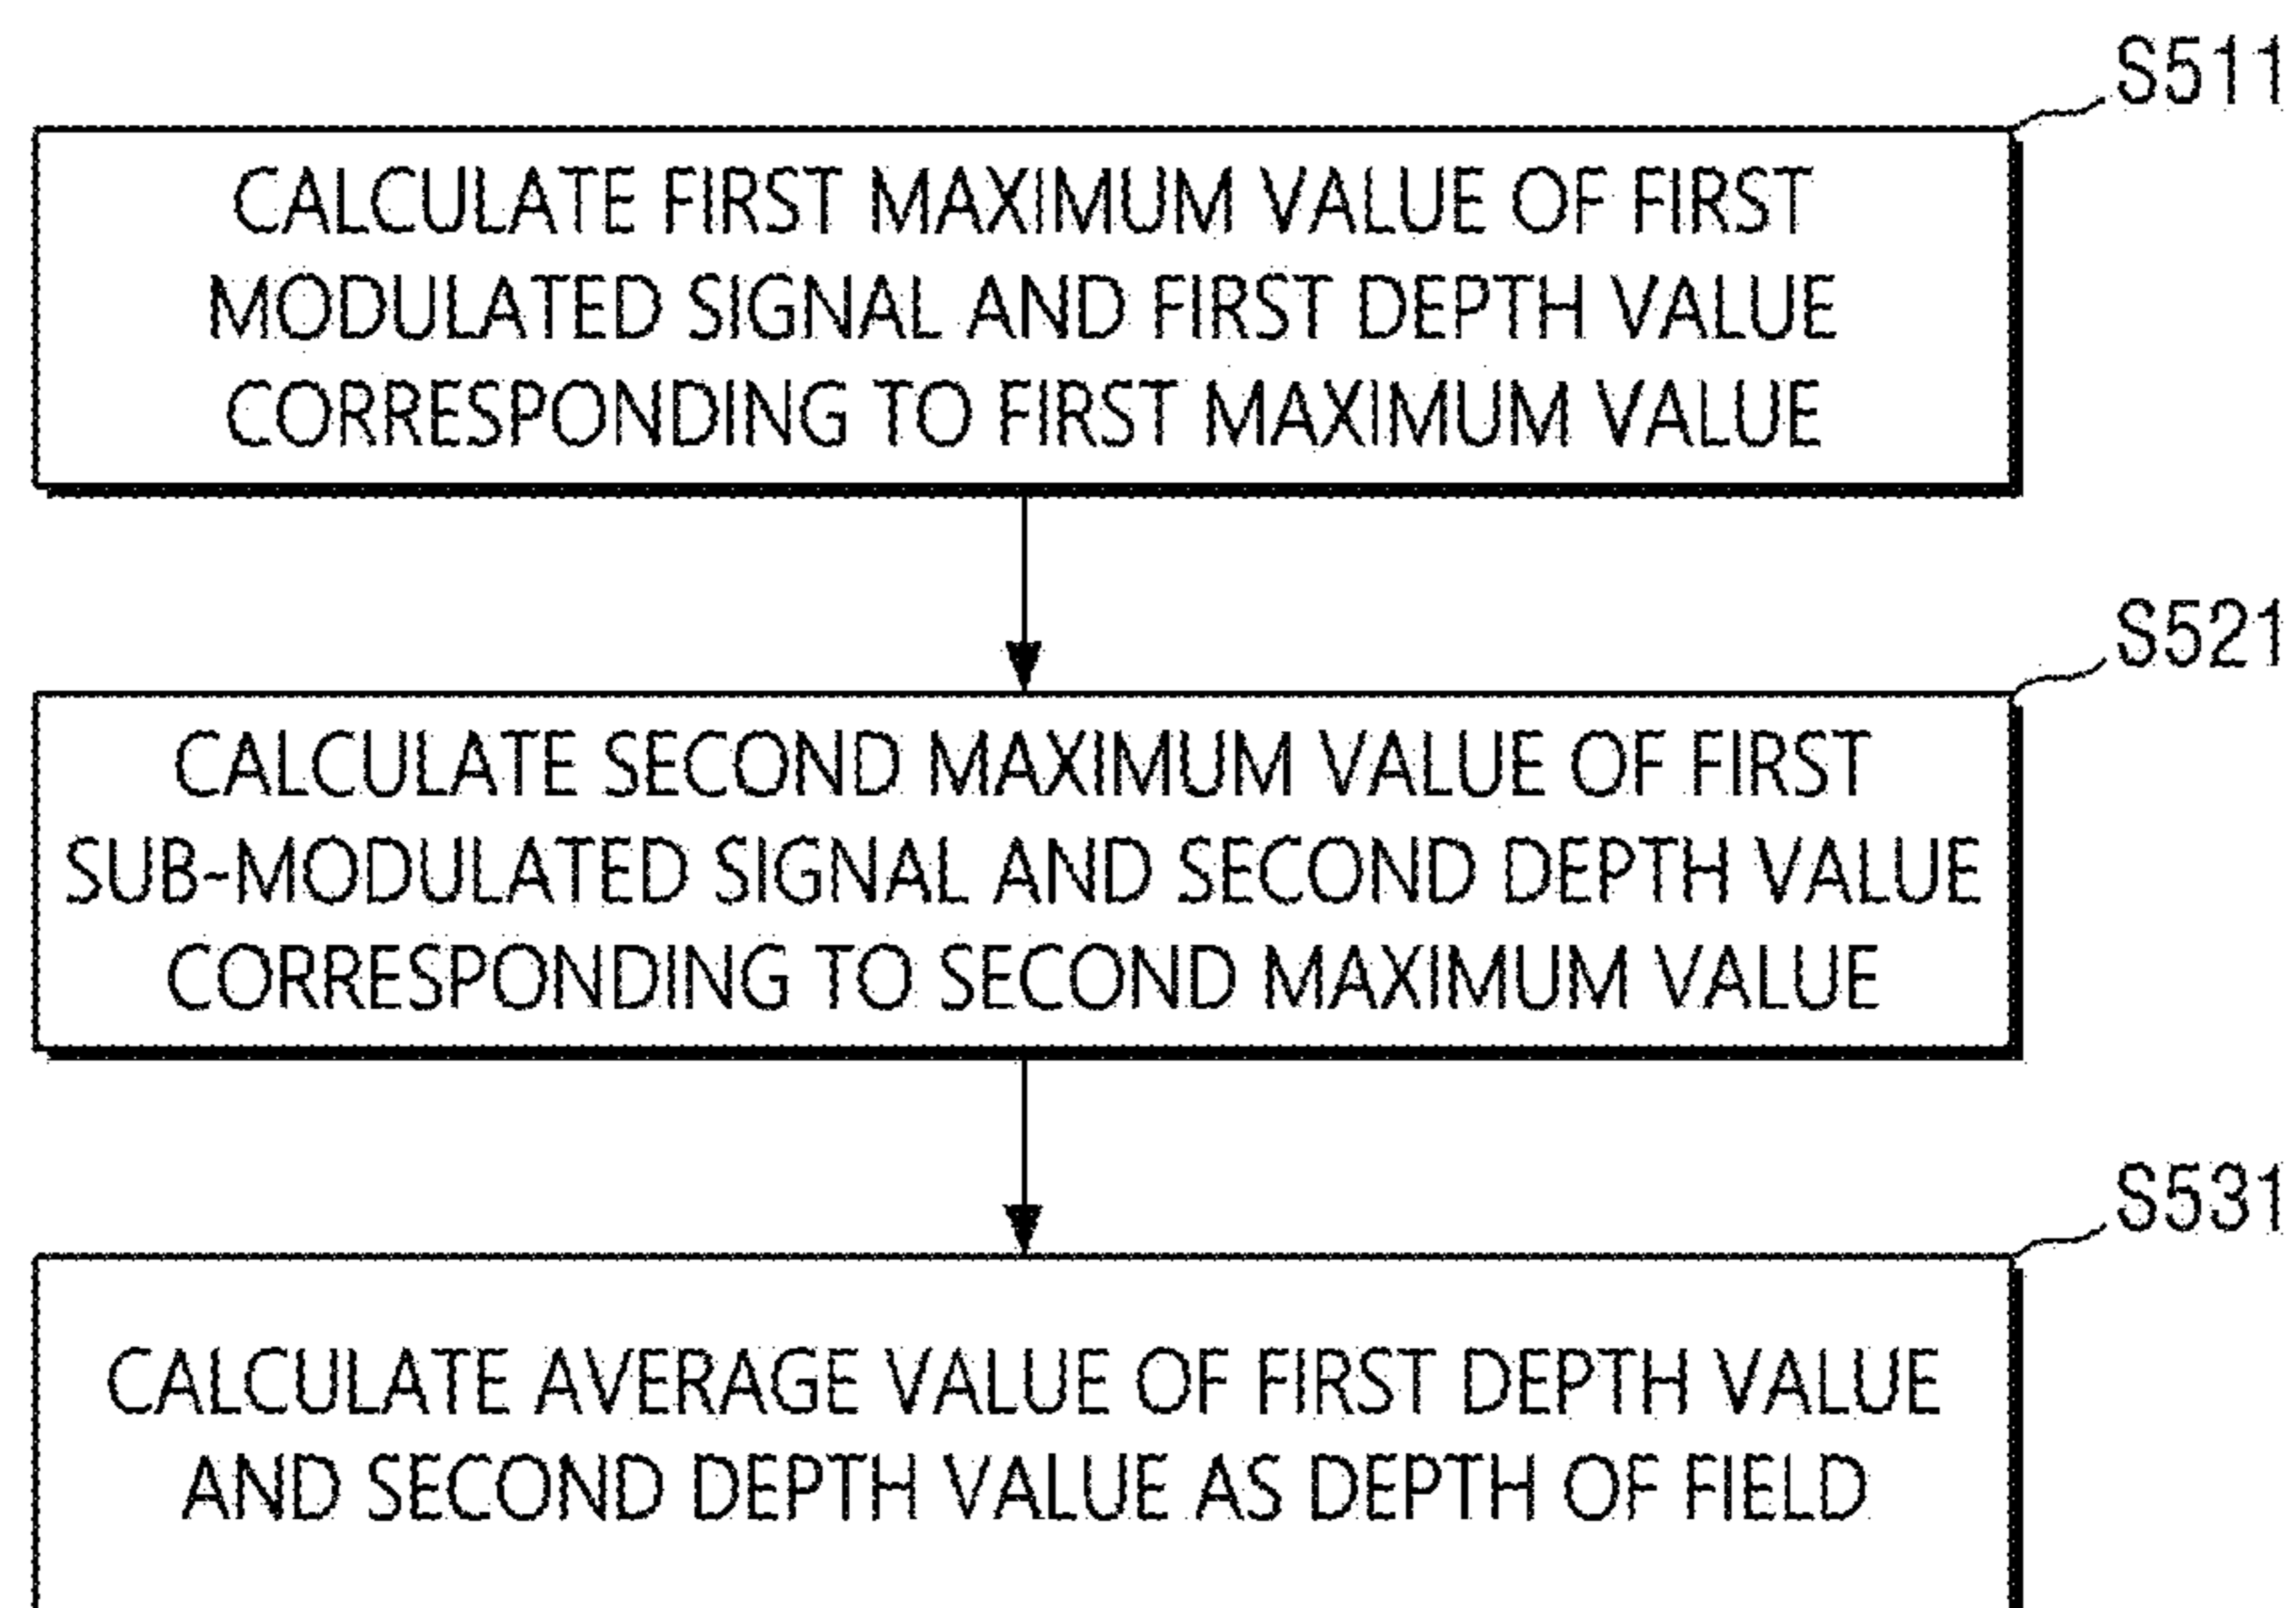 S511
CALCULATE FIRST MAXIMUM VALUE OF FIRST
MODULATED SIGNAL AND FIRST DEPTH VALUE
CORRESPONDING TO FIRST MAXIMUM VALUE
S521
CALCULATE SECOND MAXIMUM VALUE OF FIRST
SUB-MODULATED SIGNAL AND SECOND DEPTH VALUE
CORRESPONDING TO SECOND MAXIMUM VALUE
S531
CALCULATE AVERAGE VALUE OF FIRST DEPTH VALUE
AND SECOND DEPTH VALUE AS DEPTH OF FIELD